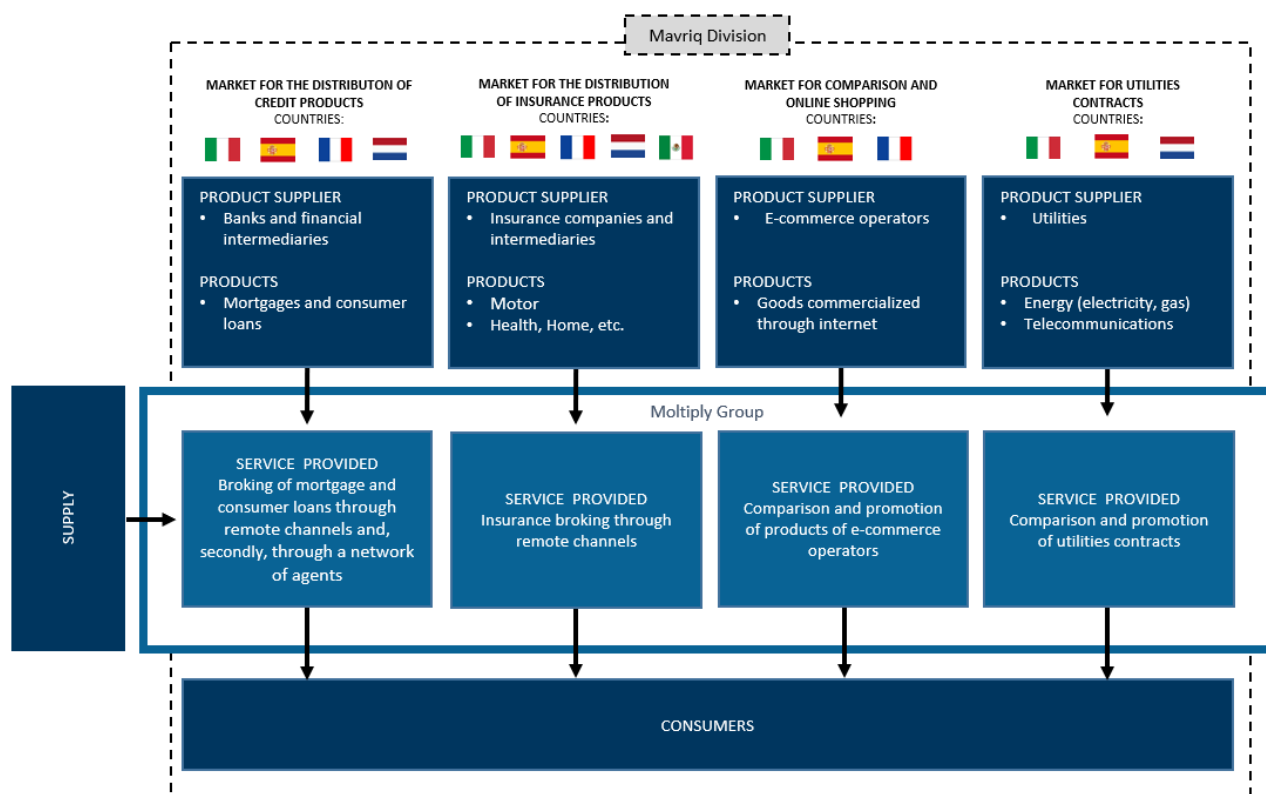 Mavriq Division
MARKET FOR THE DISTRIBUTON OF
CREDIT PRODUCTS
COUNTRIES:
MARKET FOR THE DISTRIBUTION
OF INSURANCE PRODUCTS
COUNTRIES:
MARKET FOR COMPARISON AND
ONLINE SHOPPING
COUNTRIES:
MARKET FOR UTILITIES
CONTRACTS
COUNTRIES:
PRODUCT SUPPLIER
• Banks and financial
intermediaries
PRODUCTS
• Mortgages and consumer
loans
PRODUCT SUPPLIER
• Insurance companies and
intermediaries
PRODUCTS
• Motor
• Health, Home, etc.
PRODUCT SUPPLIER
• E-commerce operators
PRODUCTS
• Goods commercialized
through internet
PRODUCT SUPPLIER
• Utilities
PRODUCTS
• Energy (electricity, gas)
• Telecommunications
SUPPLY
Moltiply Group
SERVICE PROVIDED
Broking of mortgage and
consumer loans through
remote channels and,
secondly, through a network
of agents
SERVICE PROVIDED
Insurance broking through
remote channels
SERVICE PROVIDED
Comparison and promotion
of products of e-commerce
operators
SERVICE PROVIDED
Comparison and promotion
of utilities contracts
CONSUMERS